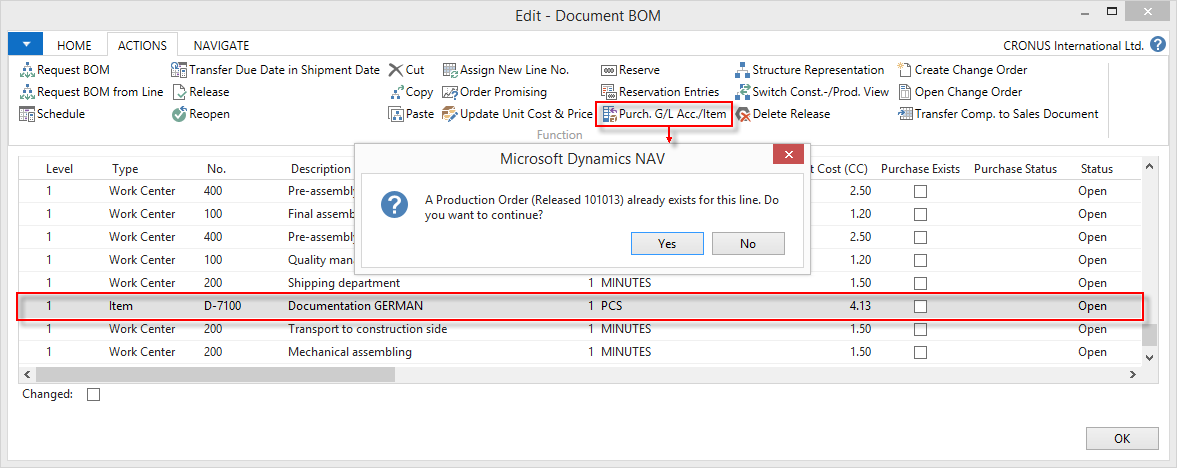 Edit - Document BOM
HOME ACTIONS NAVIGATE CRONUS International Ltd. ?
Request BOM Transfer Due Date in Shipment Date Cut Assign New Line No. Reserve Structure Representation Create Change Order
Request BOM from Line Release Copy Order Promising Reservation Entries Switch Const.-/Prod. View Open Change Order
Schedule Reopen Paste Update Unit Cost & Price Purch. G/L Acc./Item Delete Release Transfer Comp. to Sales Document
Function
Microsoft Dynamics NAV
? A Production Order (Released 101013) already exists for this line. Do
you want to continue?
Yes No
Level Type No. Description Cost (CC) Purchase Exists Purchase Status Status
1 Work Center 400 Pre-assembly 2.50 Open
1 Work Center 100 Final assemb 1.20 Open
1 Work Center 400 Pre-assembly 2.50 Open
1 Work Center 100 Quality man 1.20 Open
1 Work Center 200 Shipping department 1 MINUTES 1.50 Open
1 Item D-7100 Documentation GERMAN 1 PCS 4.13 Open
1 Work Center 200 Transport to construction side 1 MINUTES 1.50 Open
1 Work Center 200 Mechanical assembling 1 MINUTES 1.50 Open
Changed:
OK